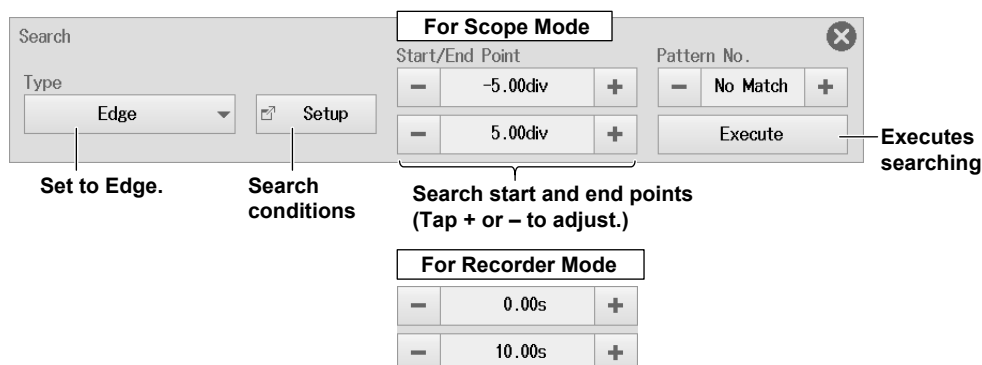 For Scope Mode
Search
Start/End Point
Pattern No.
Type
− -5.00div +
− No Match +
Edge
Setup
− 5.00div +
Execute
Executes
searching
Set to Edge.
Search
conditions
Search start and end points
(Tap + or – to adjust.)
For Recorder Mode
− 0.00s +
− 10.00s +